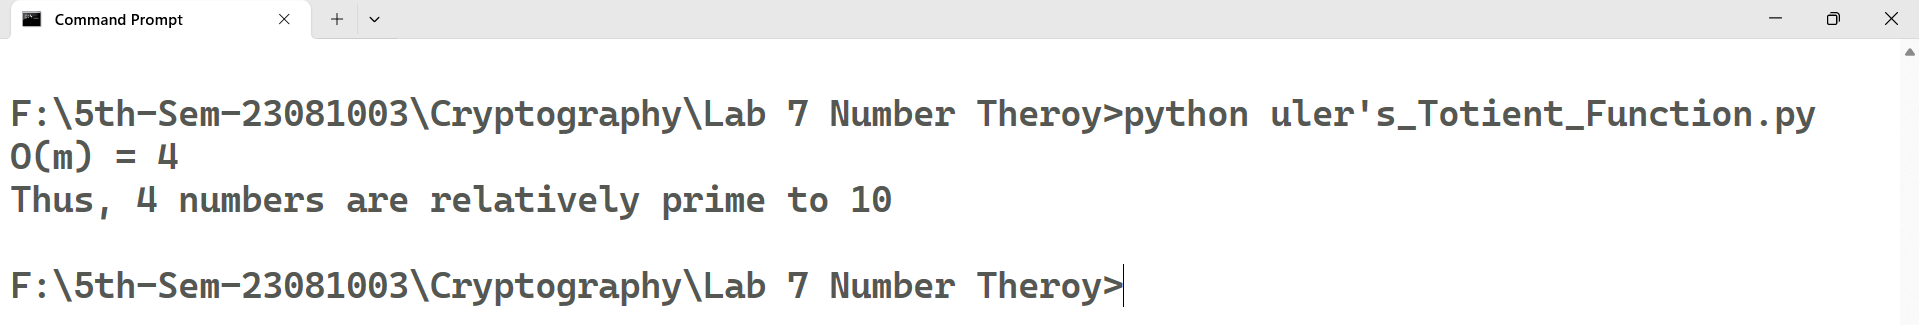 Command Prompt
F:\5th-Sem-23081003\Cryptography\Lab 7 Number Theroy>python uler's_Totient_Function.py
O(m) = 4
Thus, 4 numbers are relatively prime to 10
F:\5th-Sem-23081003\Cryptography\Lab 7 Number Theroy>